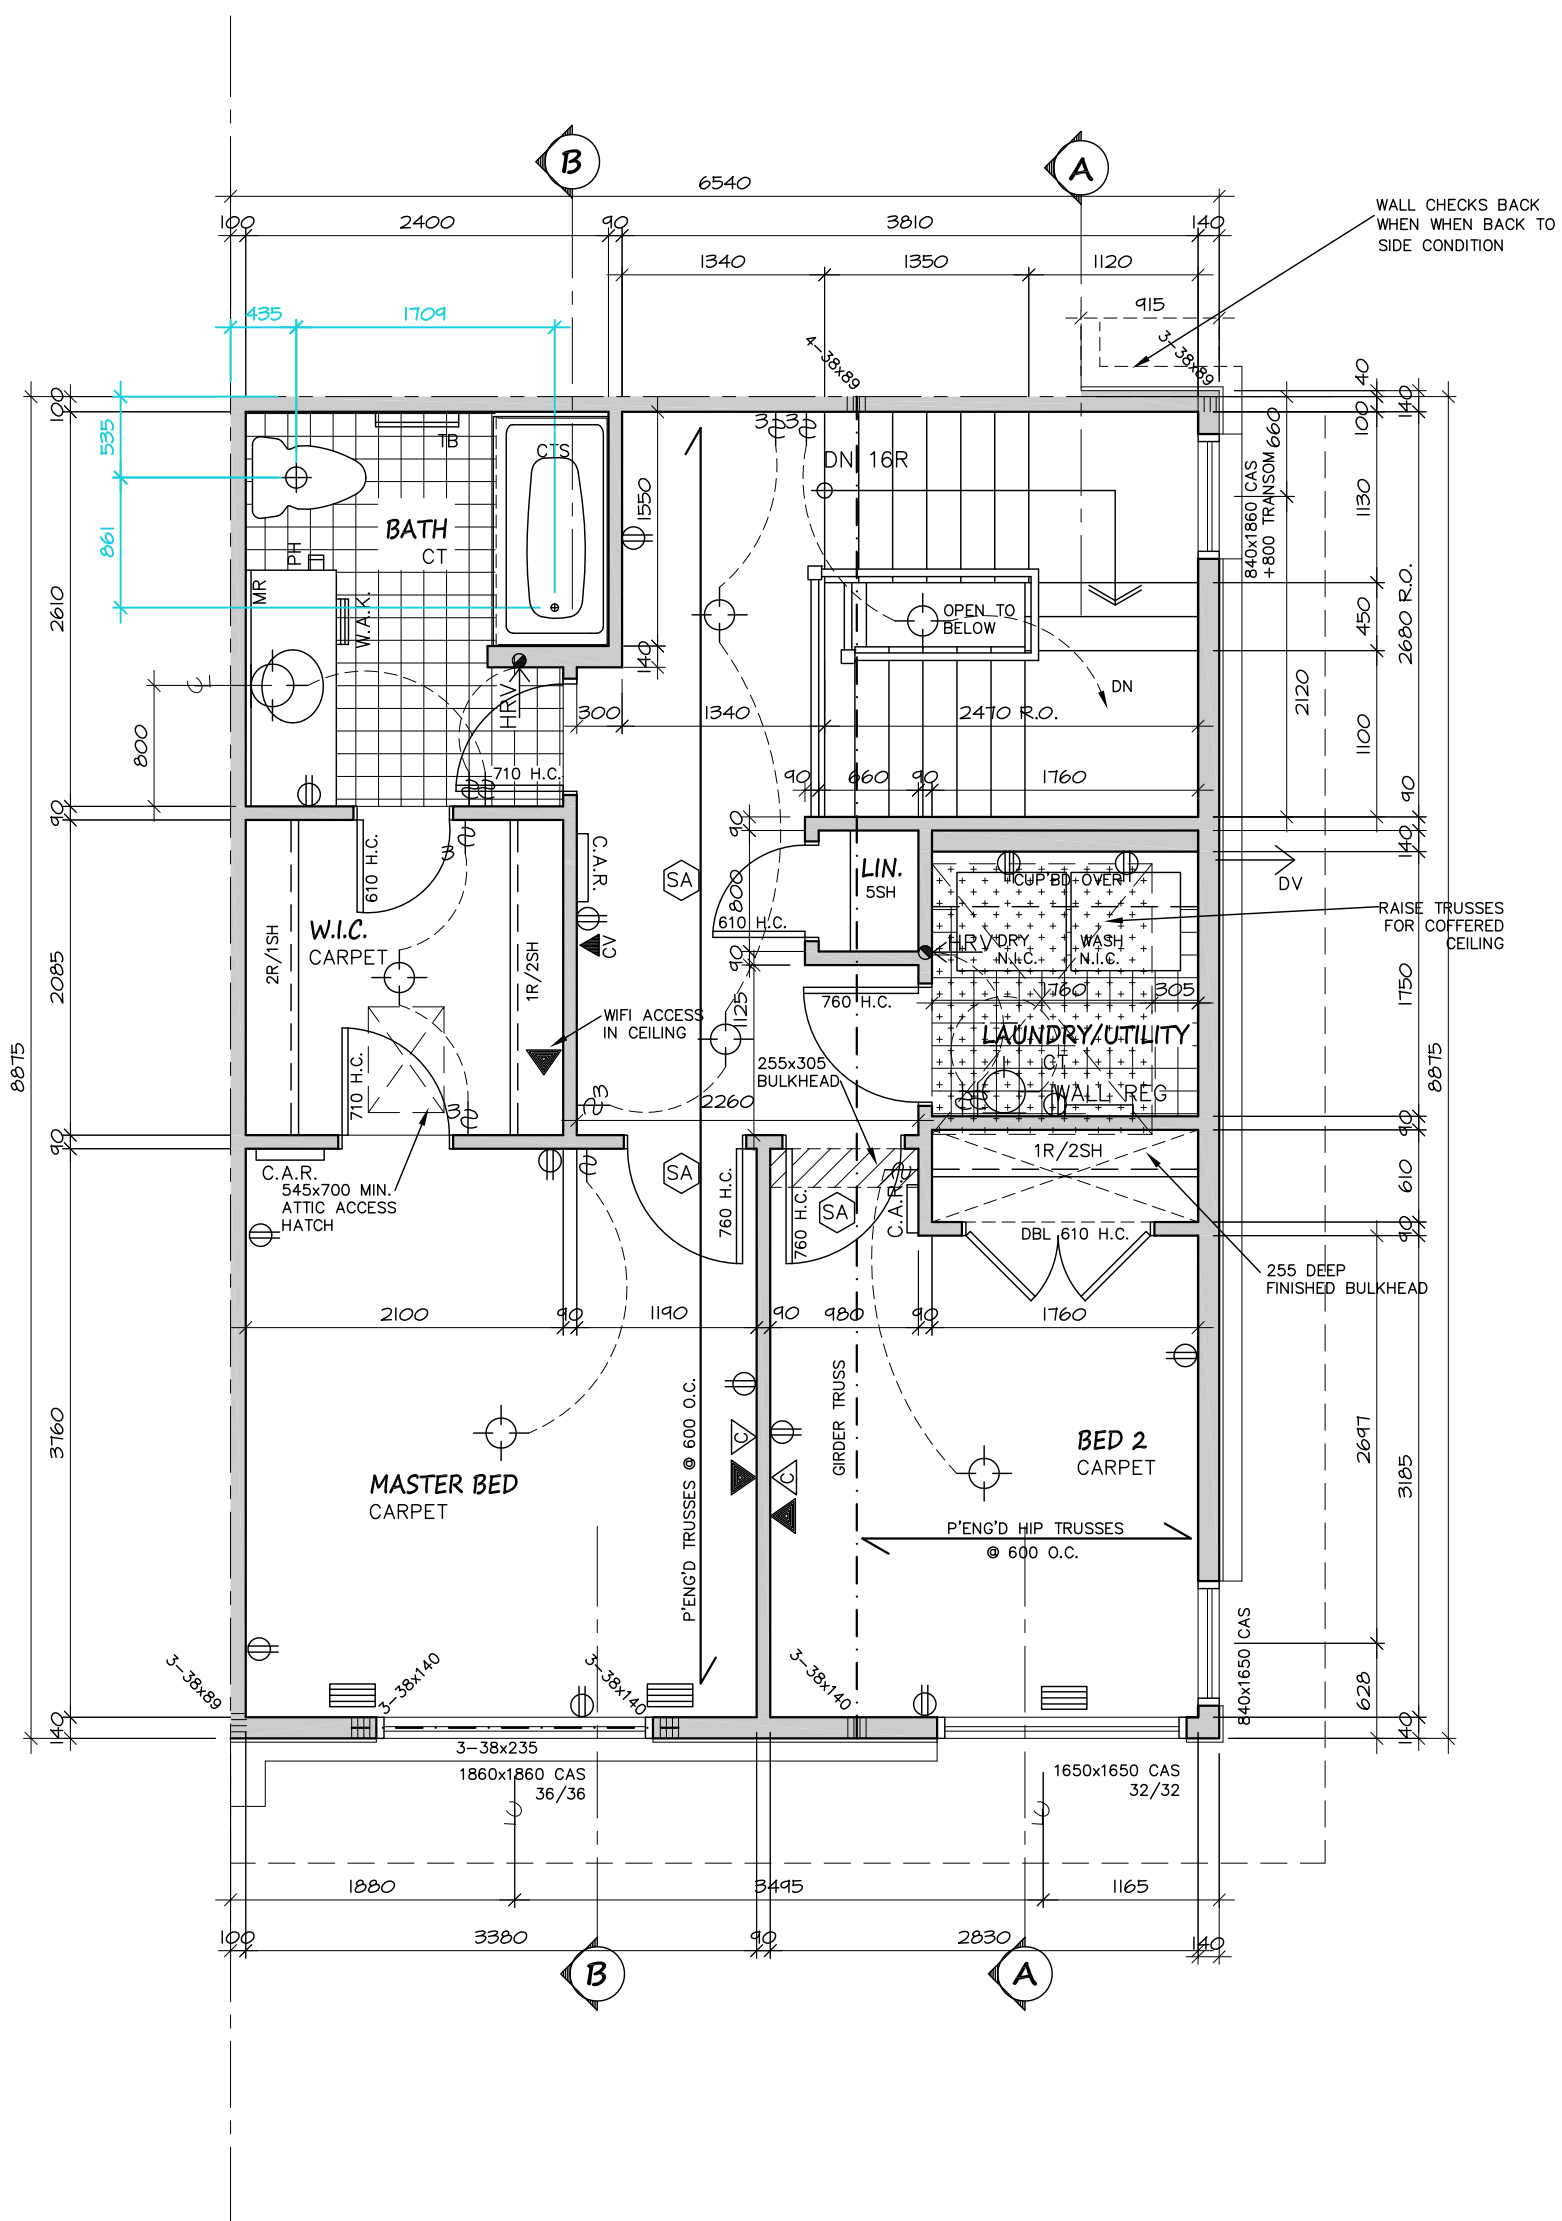 B
A
6540
WALL CHECKS BACK
WHEN WHEN BACK TO
SIDE CONDITION
100
2400
90
3810
140
1340
1350
1120
915
435
1709
4-38x89
3-38x89
40
140
100
100
535
861
660
TB
CTS
3
3
DN 16R
840x1860 CAS
+800 TRANSOM
1130
1550
BATH
CT
PH
MR
W.A.K.
2610
OPEN TO
BELOW
450
2680 R.O.
140
HRV
DN
2120
300
1340
2470 R.O.
800
1100
710 H.C.
90
660
90
1760
90
90
90
140
610 H.C.
3
C.A.R.
SA
800
LIN.
5SH
CUP'BD OVER
DV
610 H.C.
RAISE TRUSSES
FOR COFFERED
CEILING
W.I.C.
CARPET
2R/1SH
1R/2SH
CV
90
HRV
DRY
N.I.C.
WASH
N.I.C.
2085
1760
305
1750
760 H.C.
1125
WIFI ACCESS
IN CEILING
LAUNDRY/UTILITY
CT
WALL REG
255x305
BULKHEAD
8875
8875
710 H.C.
3
3
2260
90
90
1R/2SH
C.A.R.
545x700 MIN.
ATTIC ACCESS
HATCH
SA
760 H.C.
760 H.C.
SA
C.A.R.
610
DBL 610 H.C.
90
255 DEEP
FINISHED BULKHEAD
2100
90
1190
90
980
90
1760
GIRDER TRUSS
P'ENG'D TRUSSES @ 600 O.C.
C
C
3760
2697
3185
BED 2
CARPET
MASTER BED
CARPET
P'ENG'D HIP TRUSSES
@ 600 O.C.
3-38x89
3-38x140
3-38x140
3-38x140
840x1650 CAS
628
140
140
3-38x235
1860x1860 CAS
36/36
1650x1650 CAS
32/32
1880
3495
1165
100
3380
90
2830
140
B
A